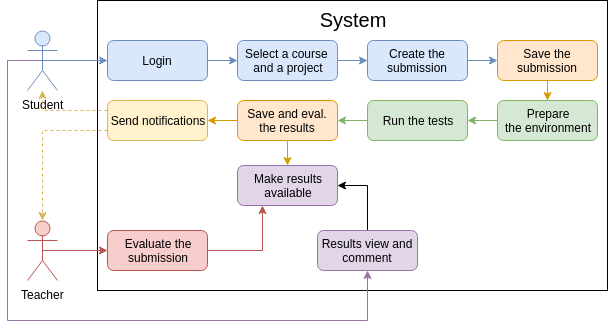 System
Login
Select a course
and a project
Create the
submission
Save the
submission
Student
Send notifications
Save and eval.
the results
Run the tests
Prepare
the environment
Make results
available
Evaluate the
submission
Results view and
comment
Teacher